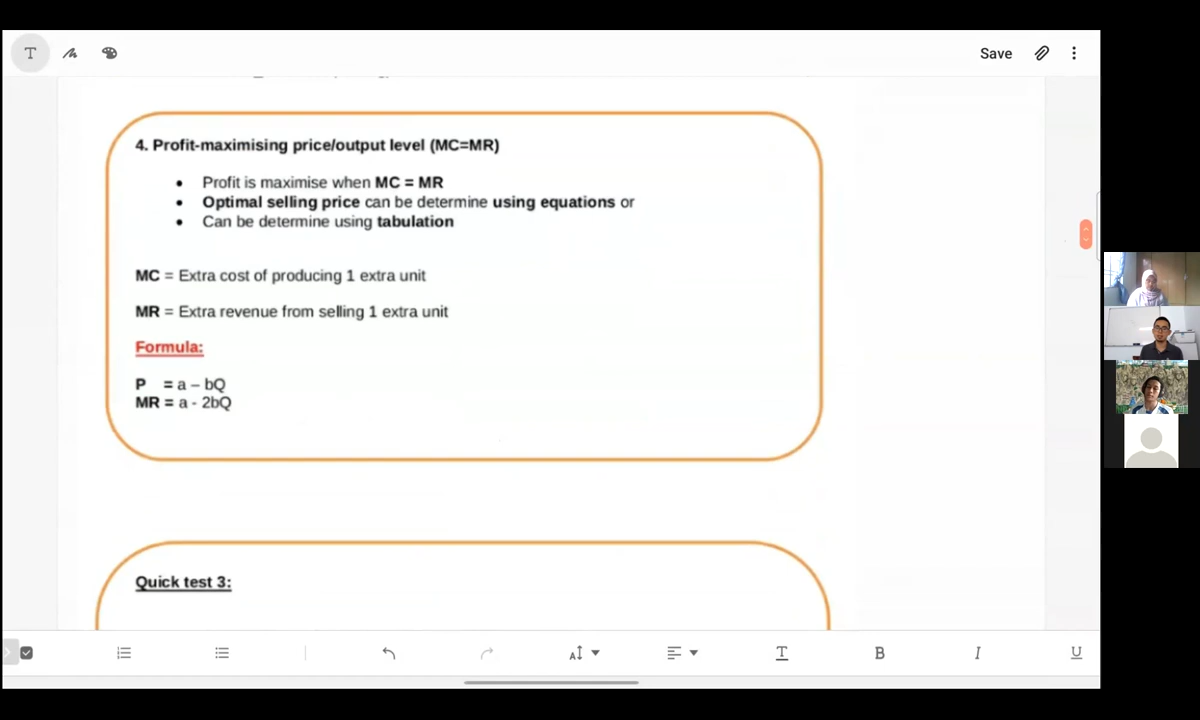 T
Save
4. Profit-maximising price/output level (MC=MR)
• Profit is maximise when MC = MR
• Optimal selling price can be determine using equations or
• Can be determine using tabulation
MC = Extra cost of producing 1 extra unit
MR = Extra revenue from selling 1 extra unit
Formula:
P = a – bQ
MR = a - 2bQ
Quick test 3:
A T B I U